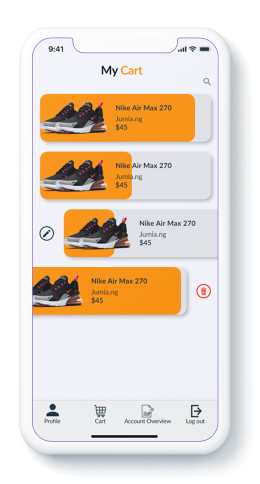 9:41
My Cart
Nike Air Max 270
Jumia.ng
$45
Nike Air Max 270
Jumia.ng
$45
Nike Air Max 270
Jumia.ng
$45
Nike Air Max 270
Jumia.ng
$45
Profile
Cart
Account Overview
Log out